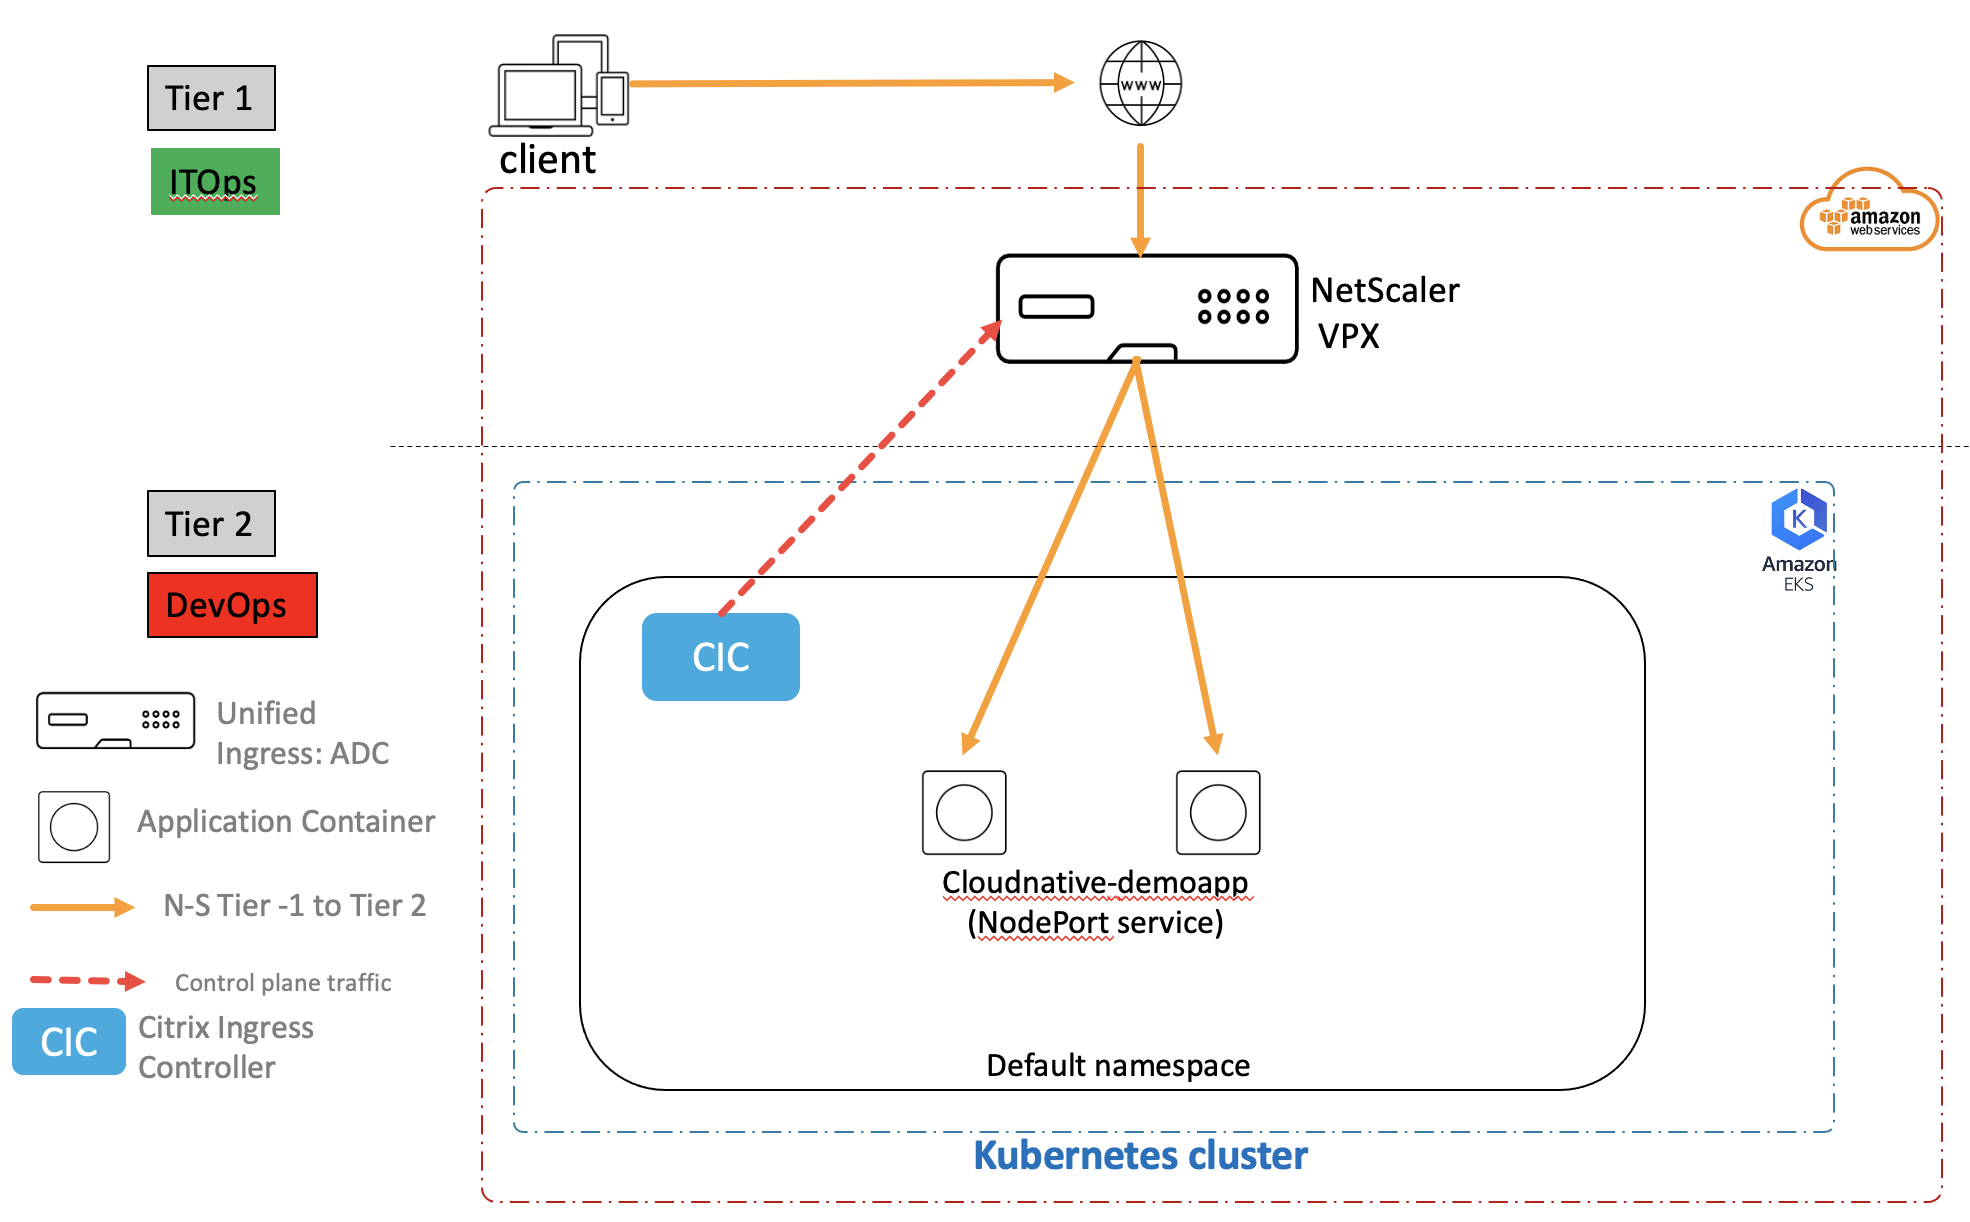 Tier 1
ITOps
client
www
amazon
webservices
NetScaler
VPX
Tier 2
DevOps
K
Amazon
EKS
CIC
Unified
Ingress: ADC
Application Container
N-S Tier -1 to Tier 2
Control plane traffic
CIC
Citrix Ingress
Controller
Cloudnative-demoapp
(NodePort service)
Default namespace
Kubernetes cluster